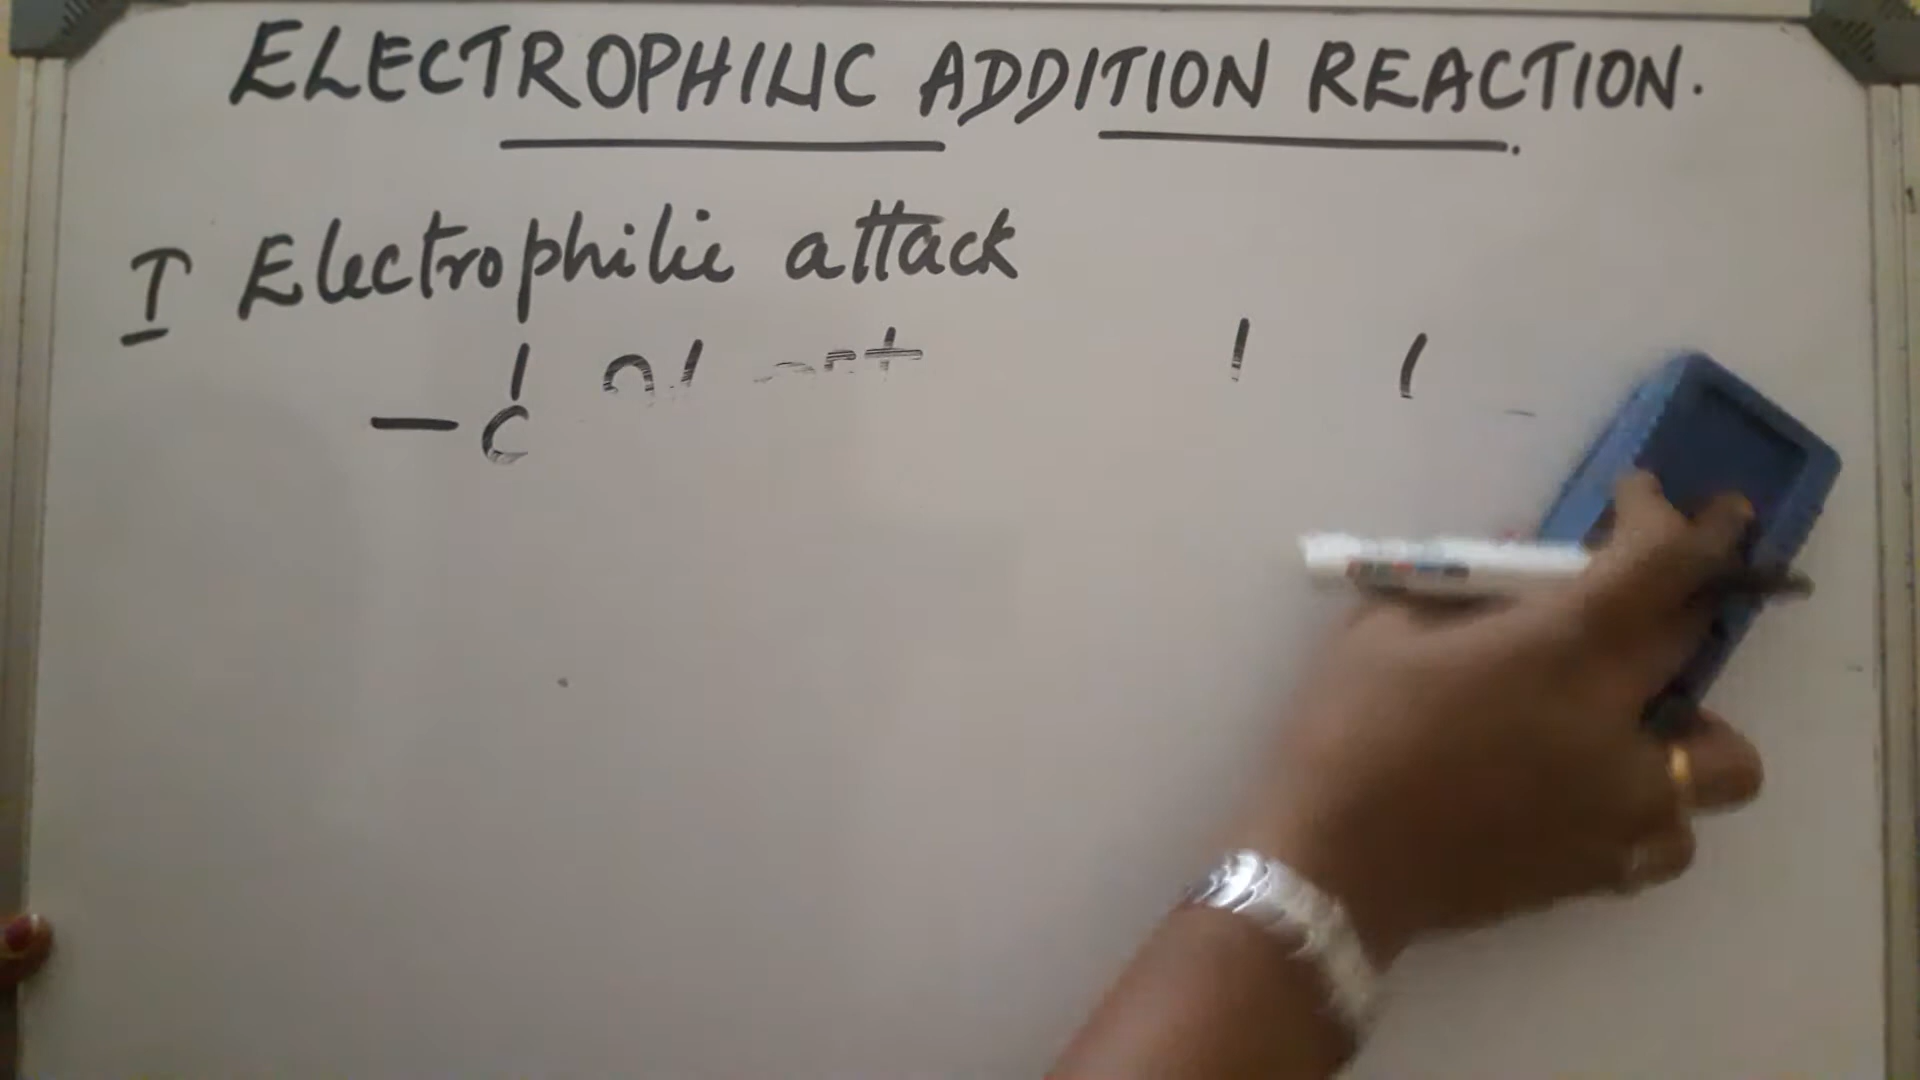 ELECTROPHILIC ADDITION REACTION.
I Electrophilic attack
— C